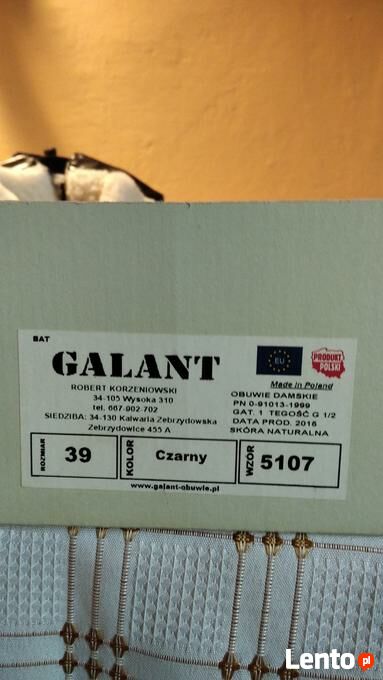 BAT
GALANT
ROBERT KORZENIOWSKI
34-105 Wysoka 310
tel. 667-902-702
SIEDZIBA: 34-130 Kalwaria Zebrzydowska
Zebrzydowice 455 A
EU
PRODUKT
POLSKI
Made in Poland
OBUWIE DAMSKIE
PN 0-91013-1999
GAT. 1 TEGOŚĆ G 1/2
DATA PROD. 2016
SKÓRA NATURALNA
ROZMIAR 39
KOLOR Czarny
WZÓR 5107
www.galant-obuwie.pl
Lento.pl